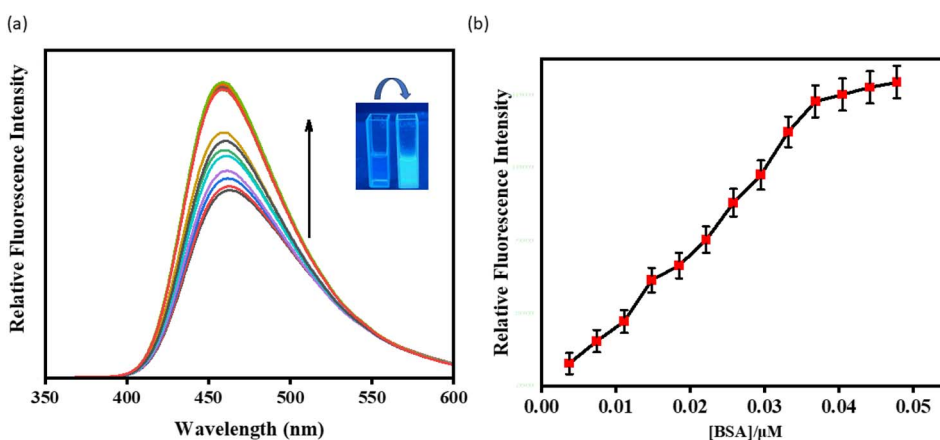 (a)
Relative Fluorescence Intensity
350 400 450 500 550 600
Wavelength (nm)
(b)
Relative Fluorescence Intensity
0.00 0.01 0.02 0.03 0.04 0.05
[BSA]/µM